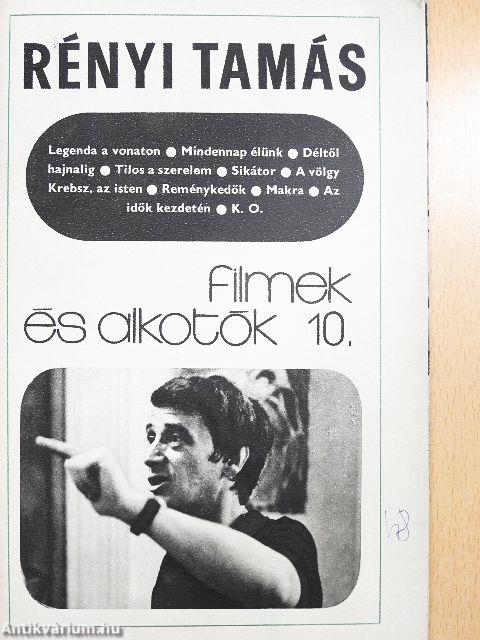 RÉNYI TAMÁS
Legenda a vonaton ● Mindennap élünk ● Déltől
hajnalig ● Tilos a szerelem ● Sikátor ● A völgy
Krebsz, az isten ● Reménykedők ● Makra ● Az
idők kezdetén ● K. O.
filmek
és alkotók 10.
Antikvárium.hu